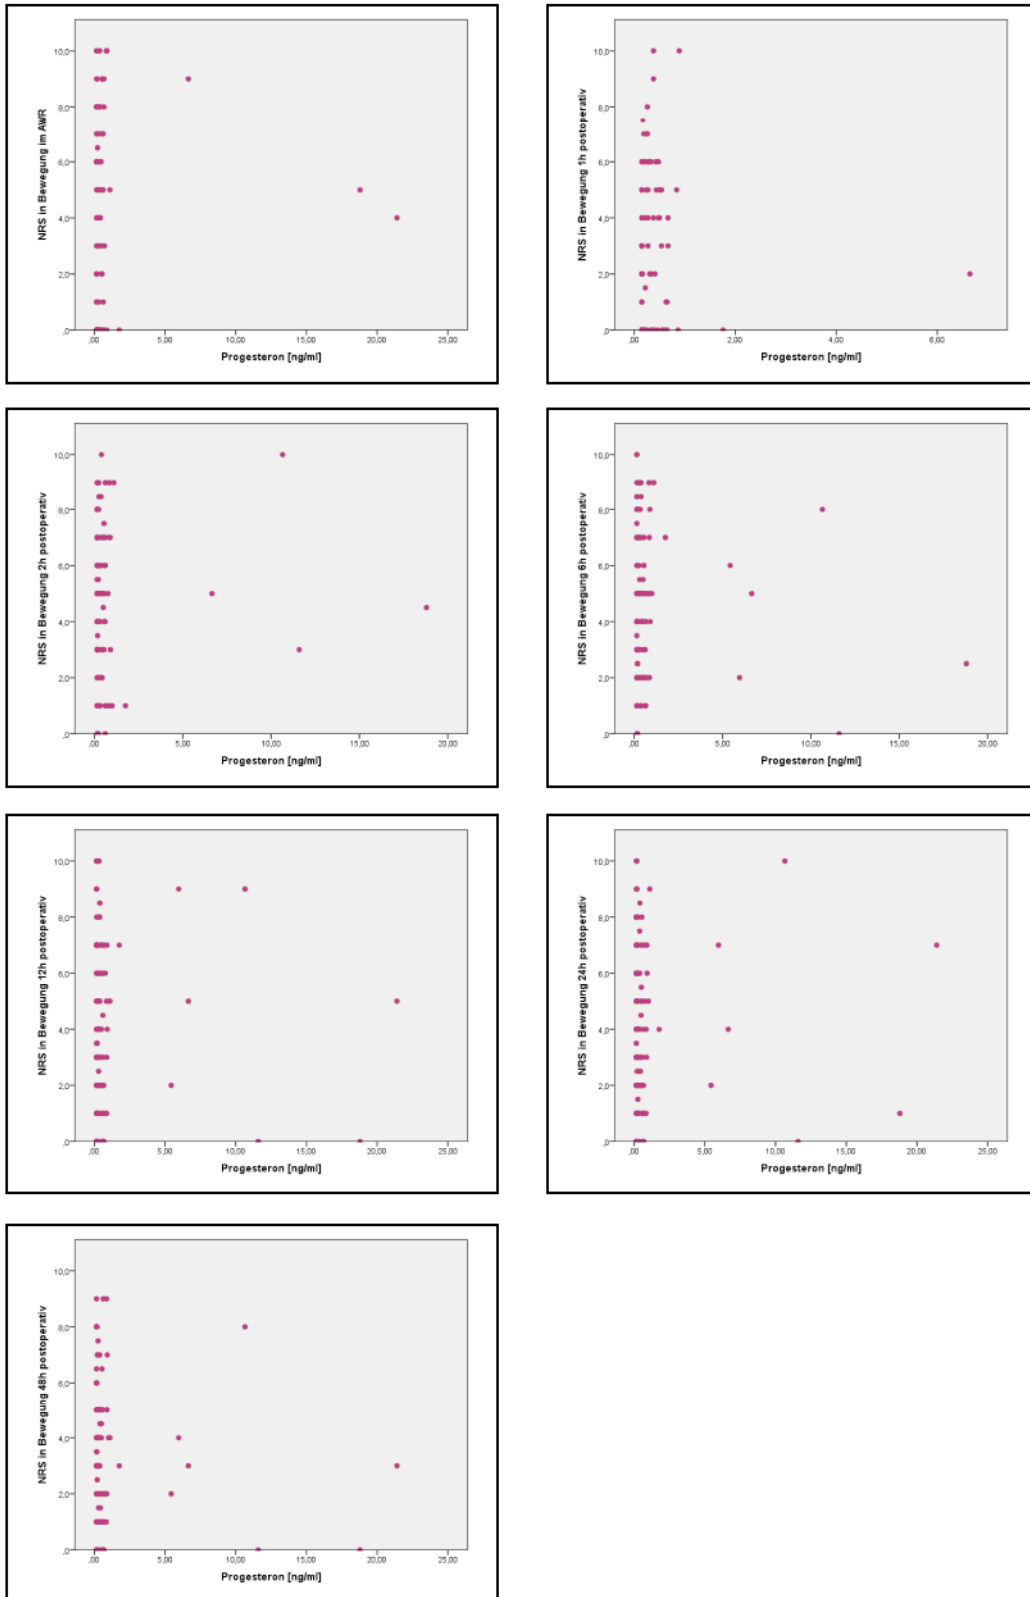 NRS in Bewegung im AWR
10,0
8,0
6,0
4,0
2,0
,0
,00 5,00 10,00 15,00 20,00 25,00
Progesteron [ng/ml]
NRS in Bewegung 1h postoperativ
10,0
8,0
6,0
4,0
2,0
,0
,00 2,00 4,00 6,00
Progesteron [ng/ml]
NRS in Bewegung 2h postoperativ
10,0
8,0
6,0
4,0
2,0
,0
,00 5,00 10,00 15,00 20,00
Progesteron [ng/ml]
NRS in Bewegung 6h postoperativ
10,0
8,0
6,0
4,0
2,0
,0
,00 5,00 10,00 15,00 20,00
Progesteron [ng/ml]
NRS in Bewegung 12h postoperativ
10,0
8,0
6,0
4,0
2,0
,0
,00 5,00 10,00 15,00 20,00 25,00
Progesteron [ng/ml]
NRS in Bewegung 24h postoperativ
10,0
8,0
6,0
4,0
2,0
,0
,00 5,00 10,00 15,00 20,00 25,00
Progesteron [ng/ml]
NRS in Bewegung 48h postoperativ
10,0
8,0
6,0
4,0
2,0
,0
,00 5,00 10,00 15,00 20,00 25,00
Progesteron [ng/ml]